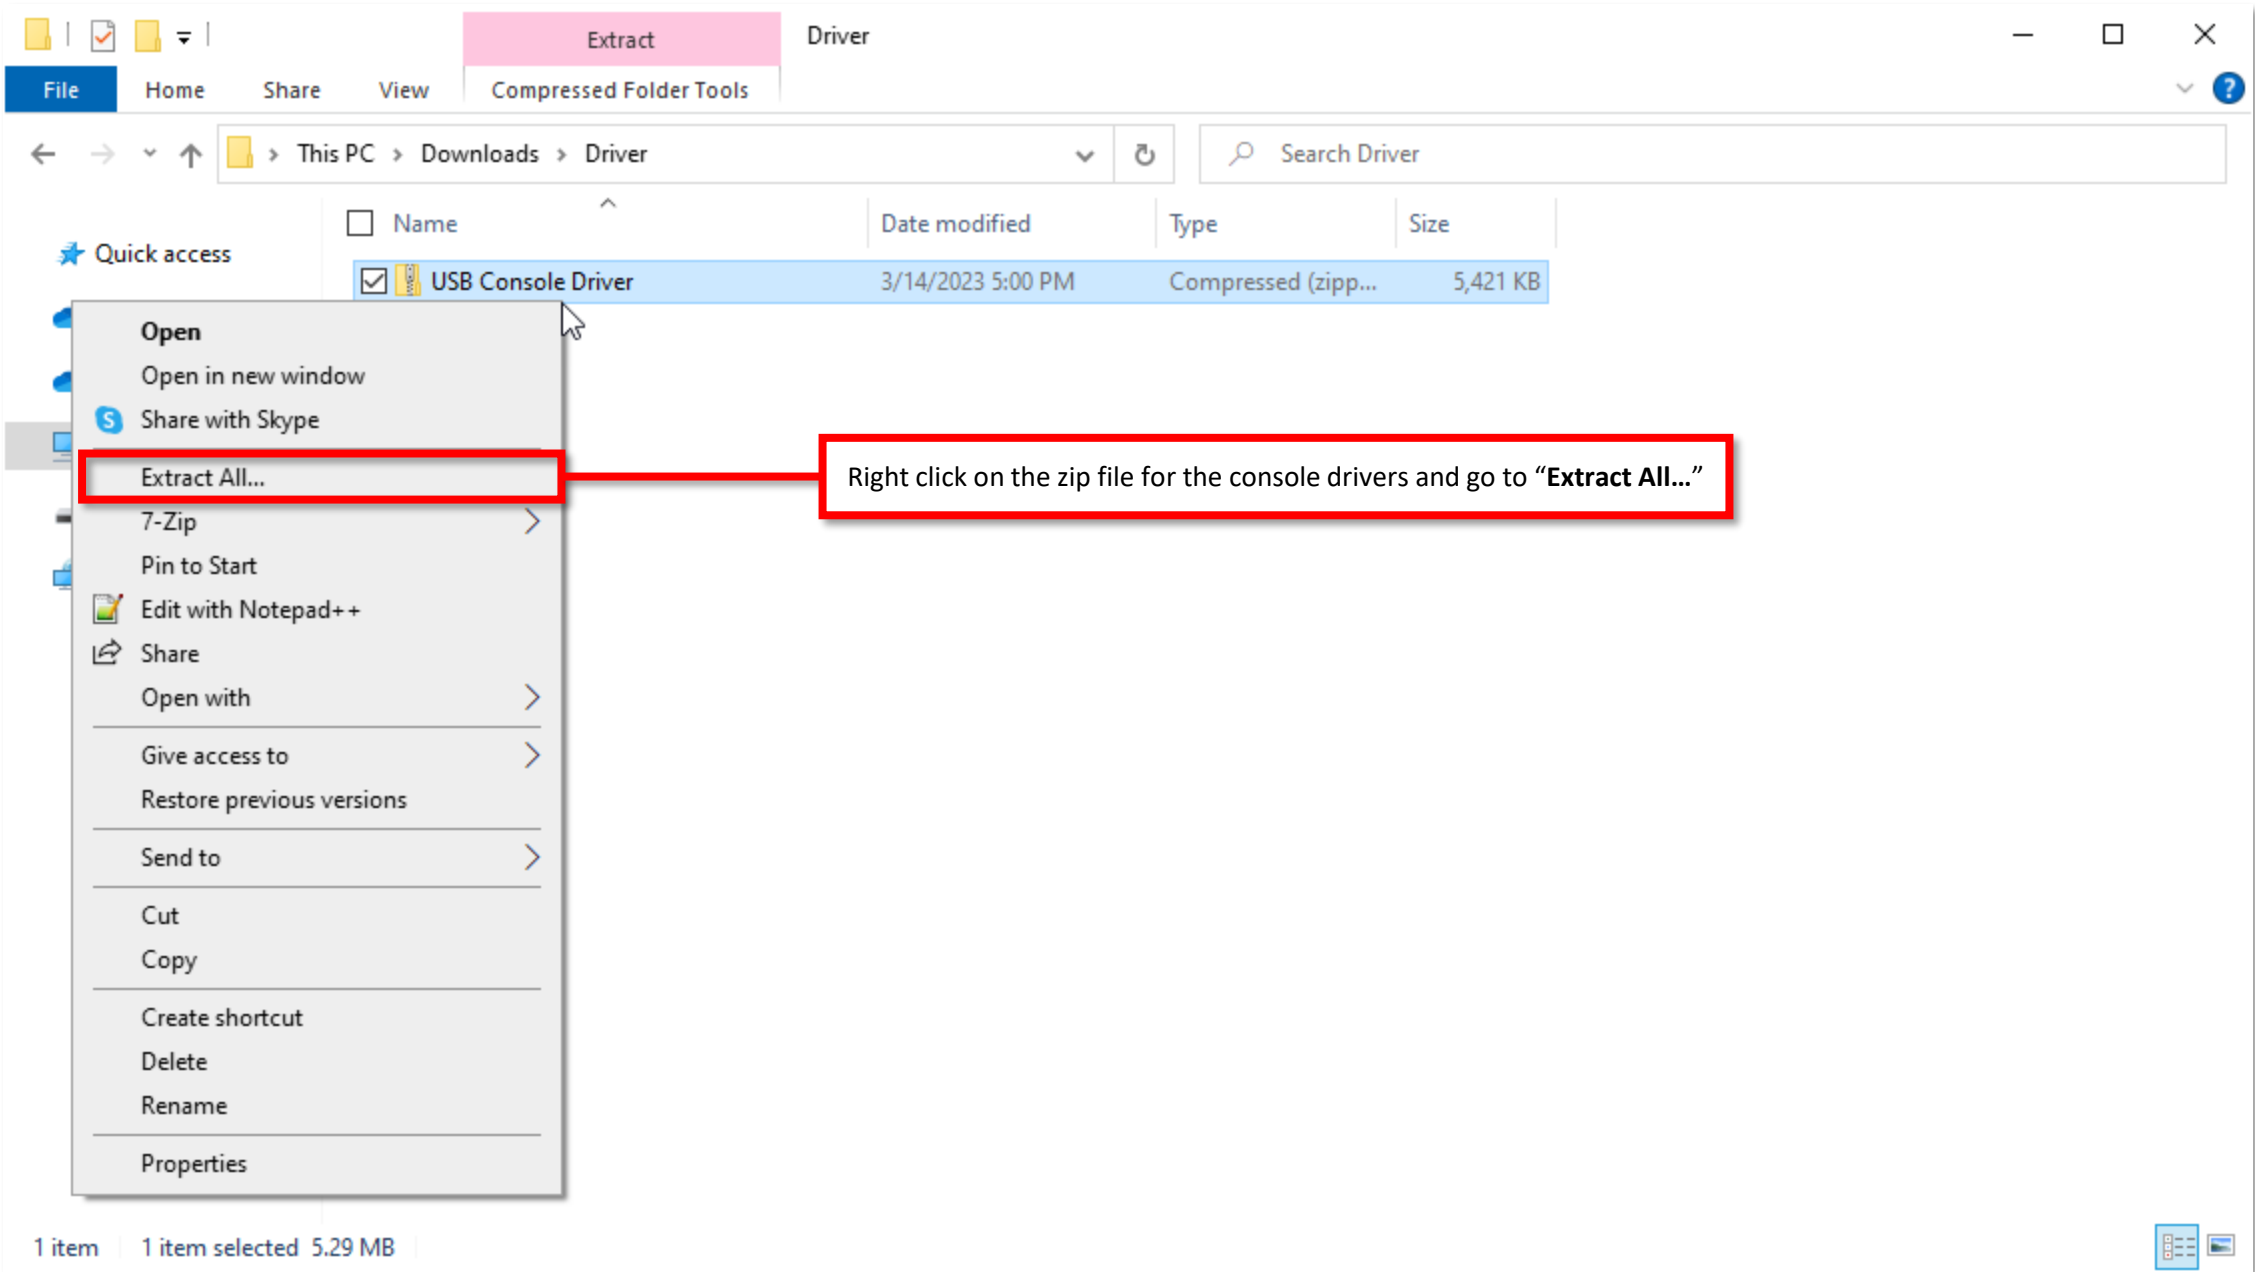 Extract
Driver
File
Home
Share
View
Compressed Folder Tools
?
This PC > Downloads > Driver
Search Driver
Name
Date modified
Type
Size
Quick access
USB Console Driver
3/14/2023 5:00 PM
Compressed (zipp...
5,421 KB
Open
Open in new window
S Share with Skype
Extract All...
7-Zip
Pin to Start
Edit with Notepad++
Share
Open with
Give access to
Restore previous versions
Send to
Cut
Copy
Create shortcut
Delete
Rename
Properties
Right click on the zip file for the console drivers and go to “Extract All…”
1 item
1 item selected 5.29 MB